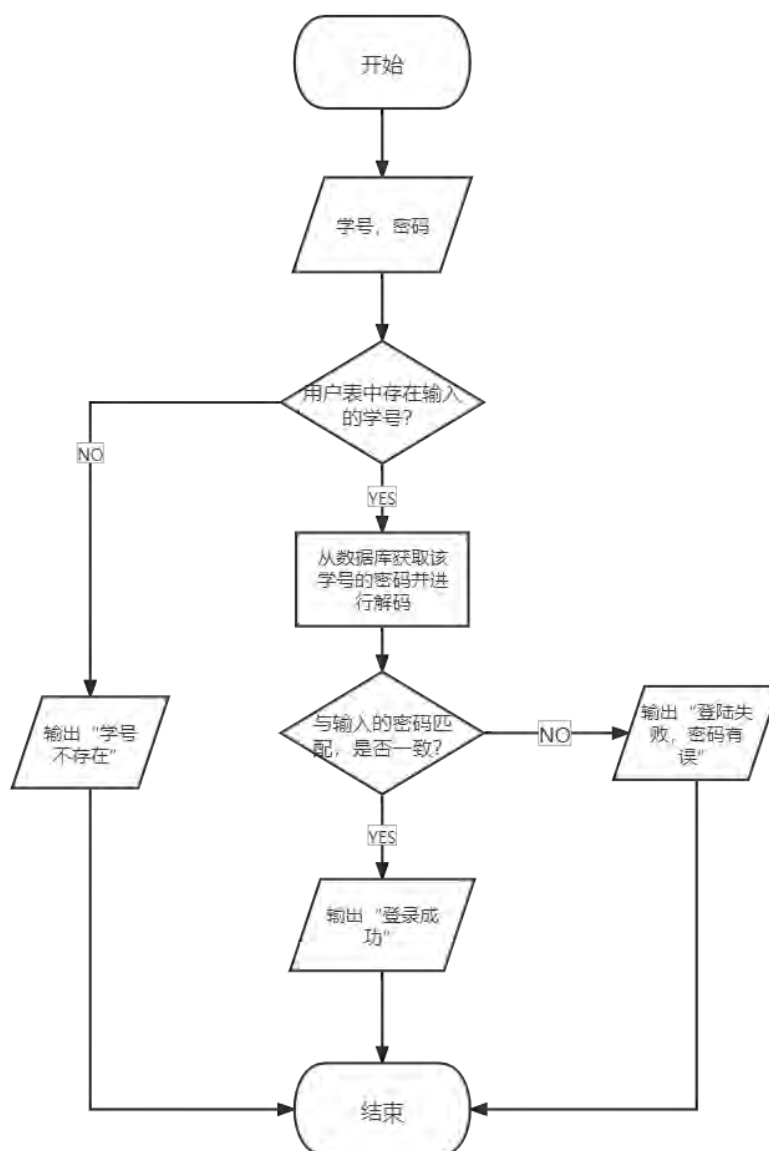 开始
学号，密码
用户表中存在输入
的学号？
NO
YES
从数据库获取该
学号的密码并进
行解码
输出“学号
不存在”
与输入的密码匹
配，是否一致？
NO
输出“登陆失
败，密码有
误”
YES
输出“登录成
功”
结束